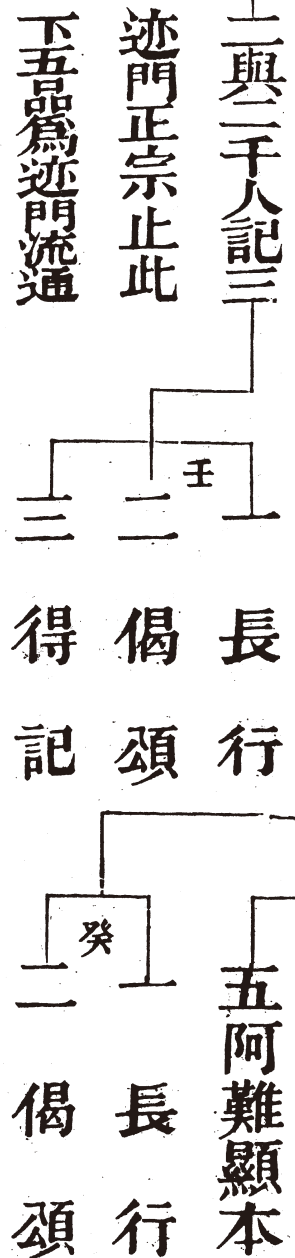 二與二千人記三
迹門正宗止此
下五品爲迹門流通
壬
一長行
二偈頌
三得記
五阿難顯本
癸
一長行
二偈頌